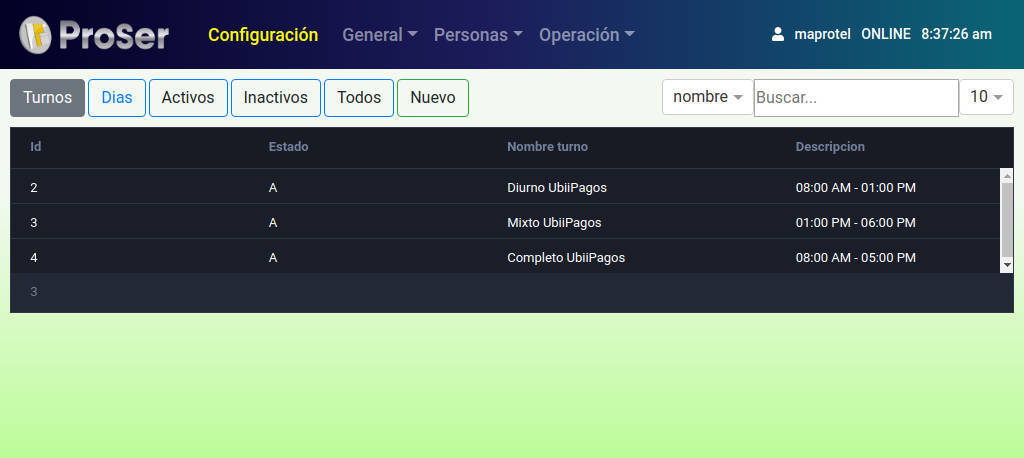 ProSer Configuración General Personas Operación maprotel ONLINE 8:37:26 am
Turnos Dias Activos Inactivos Todos Nuevo nombre Buscar... 10
Id Estado Nombre turno Descripcion
2 A Diurno UbiiPagos 08:00 AM - 01:00 PM
3 A Mixto UbiiPagos 01:00 PM - 06:00 PM
4 A Completo UbiiPagos 08:00 AM - 05:00 PM
3